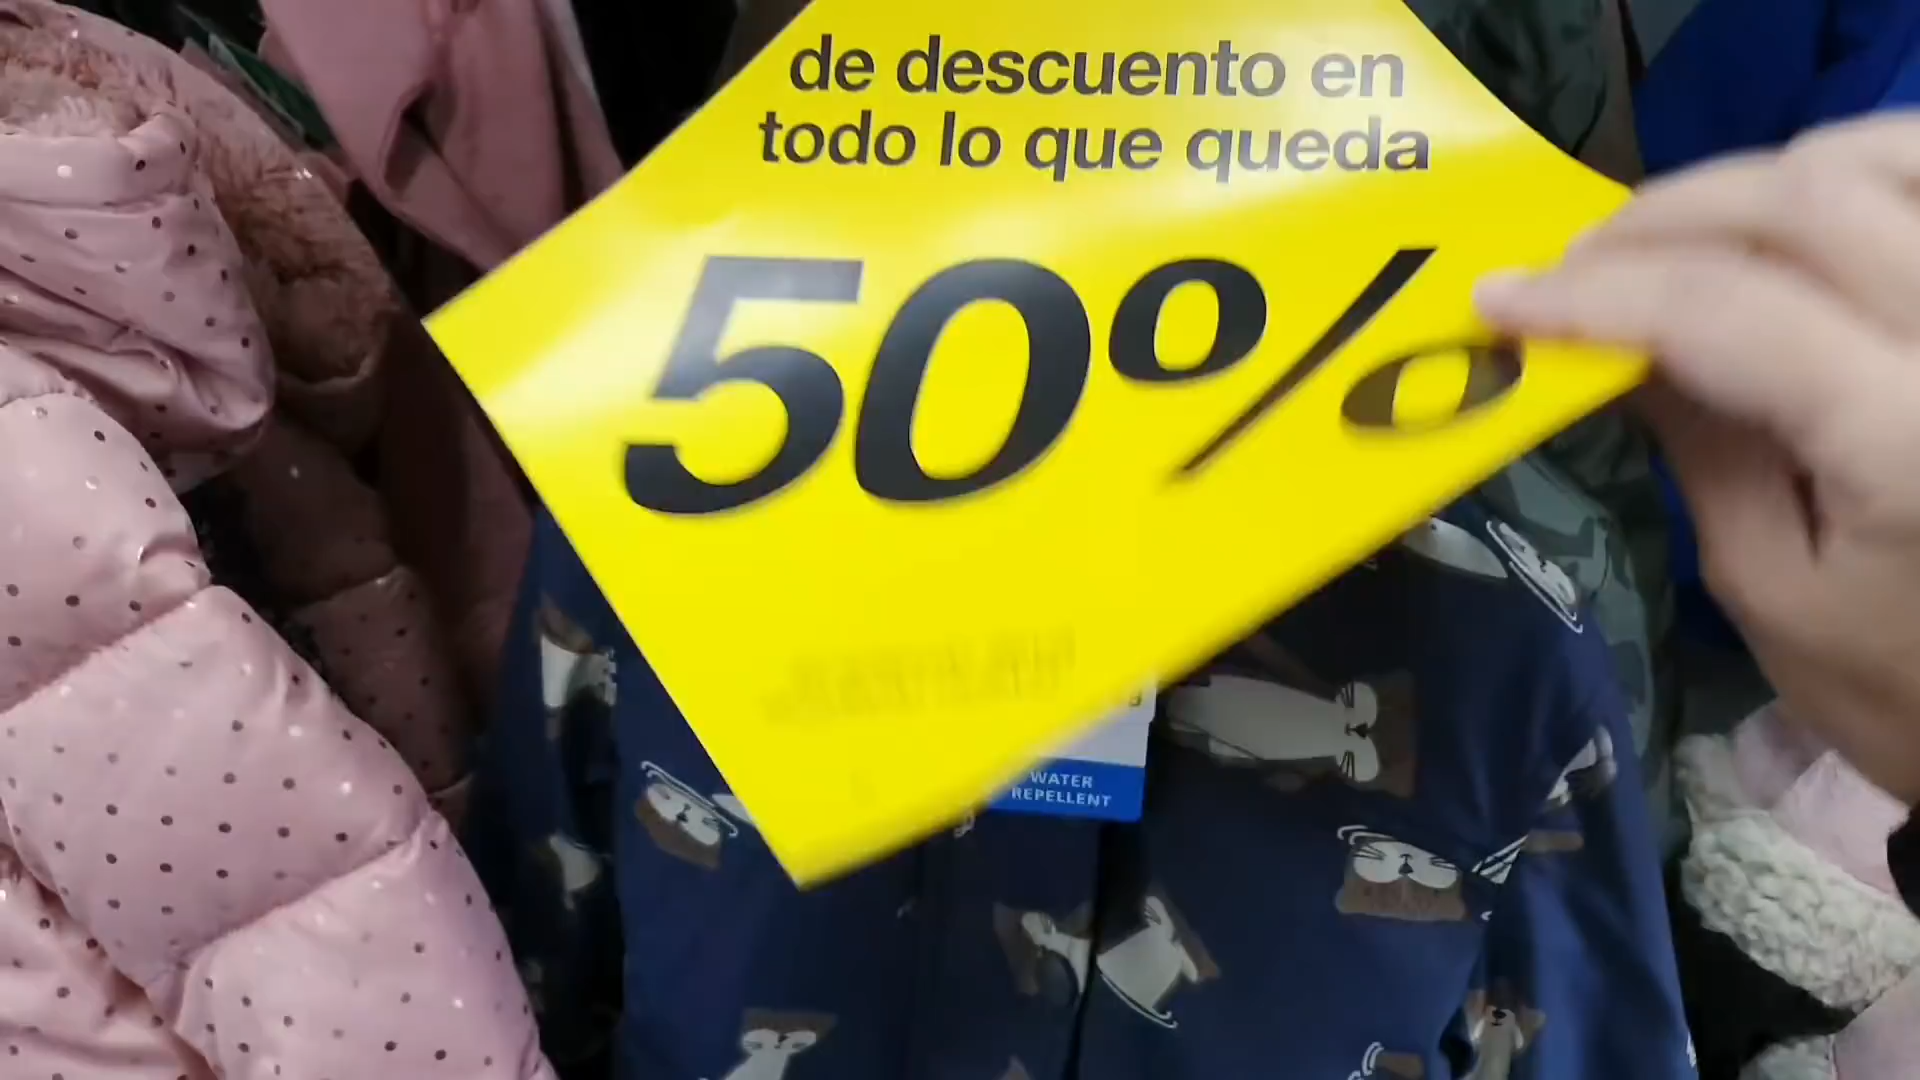 de descuento en
todo lo que queda
50%
WATER
REPELLENT